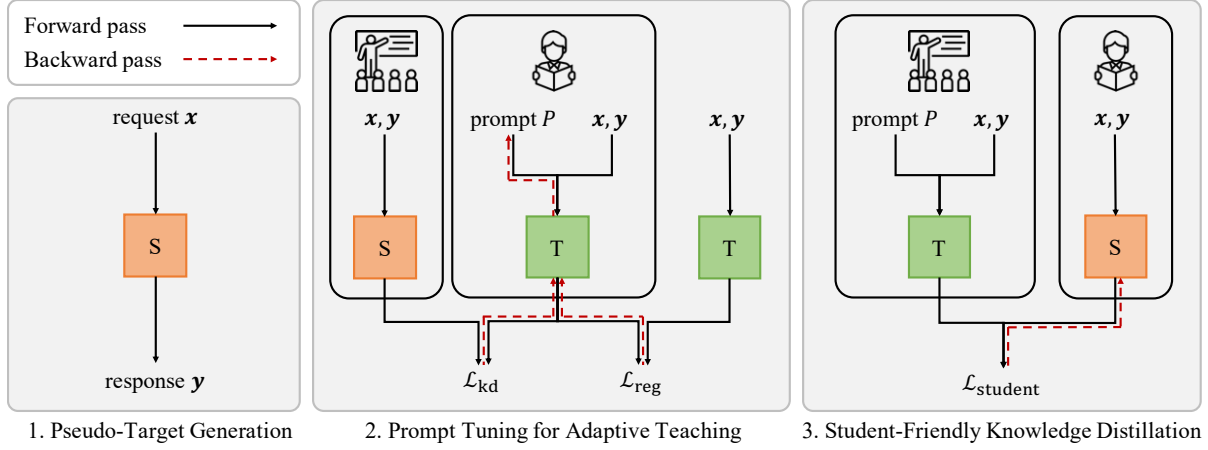 Forward pass
Backward pass
request x
S
response y
1. Pseudo-Target Generation
x, y
prompt P
x, y
x, y
S
T
T
ℒkd
ℒreg
2. Prompt Tuning for Adaptive Teaching
prompt P
x, y
x, y
T
S
ℒstudent
3. Student-Friendly Knowledge Distillation